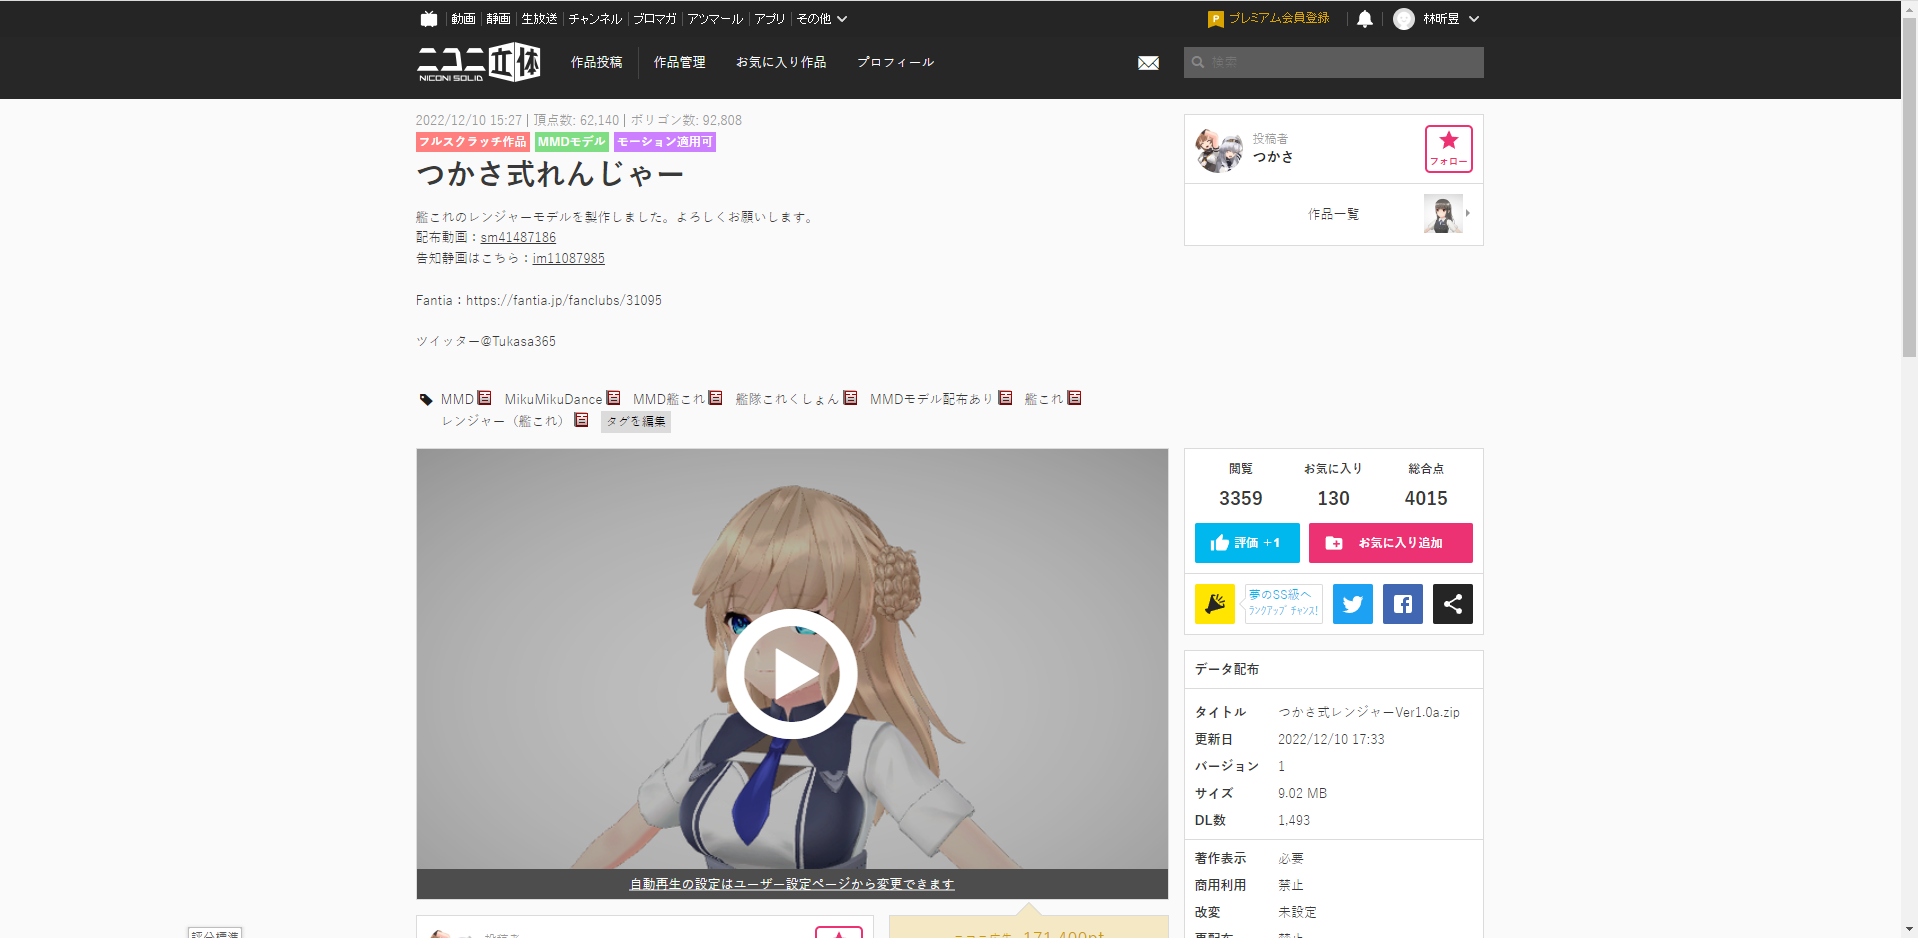 動画 静画 生放送 チャンネル ブロマガ アツマール アプリ その他
P プレミアム会員登録 林昕昱
ニコニ立体
NICONI SOLID
作品投稿 作品管理 お気に入り作品 プロフィール
検索
2022/12/10 15:27 | 頂点数: 62,140 | ポリゴン数: 92,808
フルスクラッチ作品 MMDモデル モーション適用可
つかさ式れんじゃー
艦これのレンジャーモデルを製作しました。よろしくお願いします。
配布動画：sm41487186
告知静画はこちら：im11087985
Fantia：https://fantia.jp/fanclubs/31095
ツイッター@Tukasa365
MMD MikuMikuDance MMD艦これ 艦隊これくしょん MMDモデル配布あり 艦これ
レンジャー（艦これ） タグを編集
投稿者
つかさ
フォロー
作品一覧
自動再生の設定はユーザー設定ページから変更できます
閲覧 お気に入り 総合点
3359 130 4015
評価 +1 お気に入り追加
夢のSS級へ
ランクアップチャンス!
データ配布
タイトル つかさ式レンジャーVer1.0a.zip
更新日 2022/12/10 17:33
バージョン 1
サイズ 9.02 MB
DL数 1,493
著作表示 必要
商用利用 禁止
改変 未設定
再配布 禁止
投稿者
ニコニ広告 171,400pt
評分標準